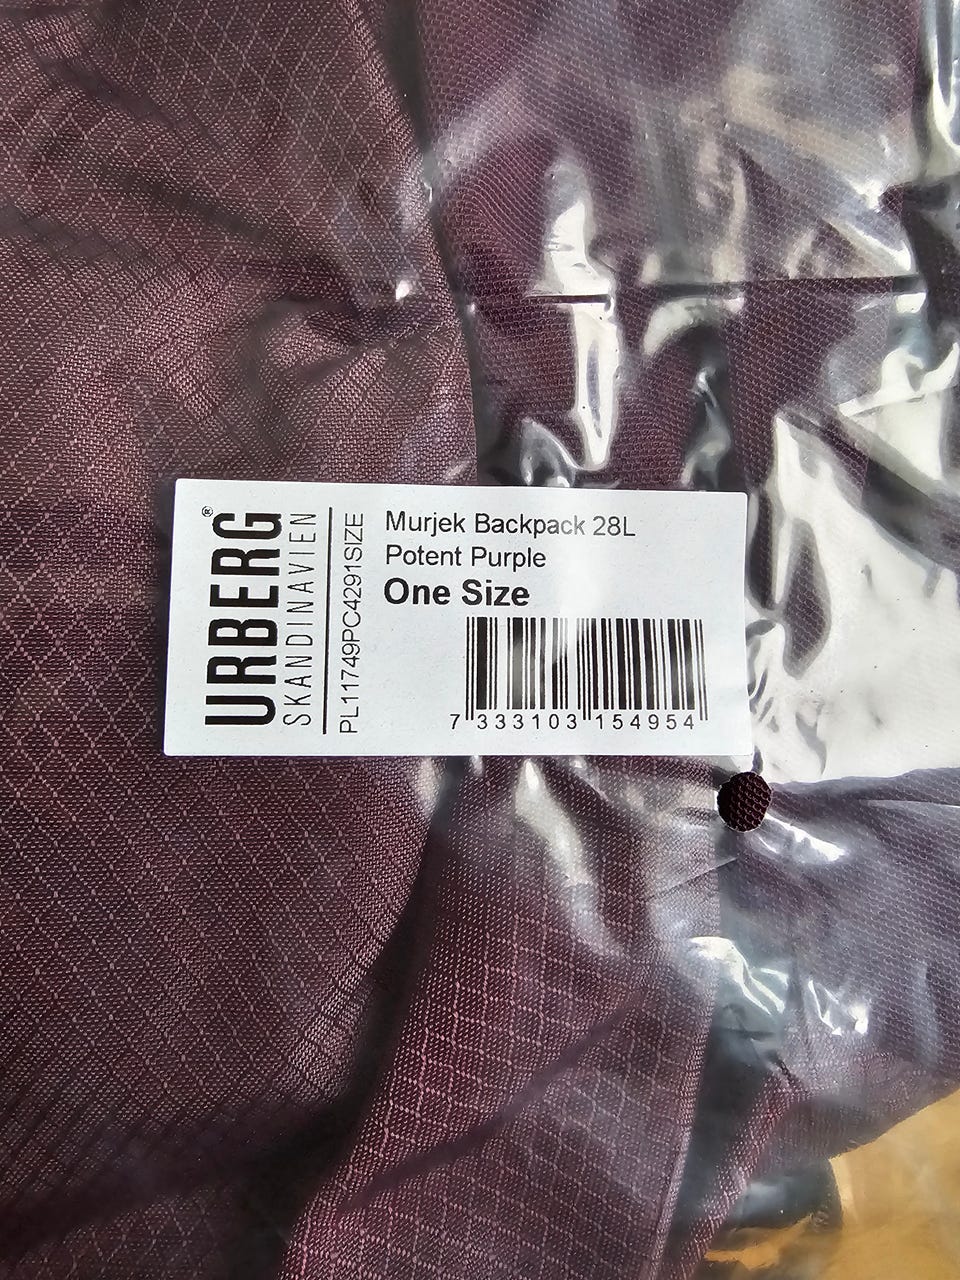 URBERG®
SKANDINAVIEN
PL11749PC4291SIZE
Murjek Backpack 28L
Potent Purple
One Size
7 333103 154954